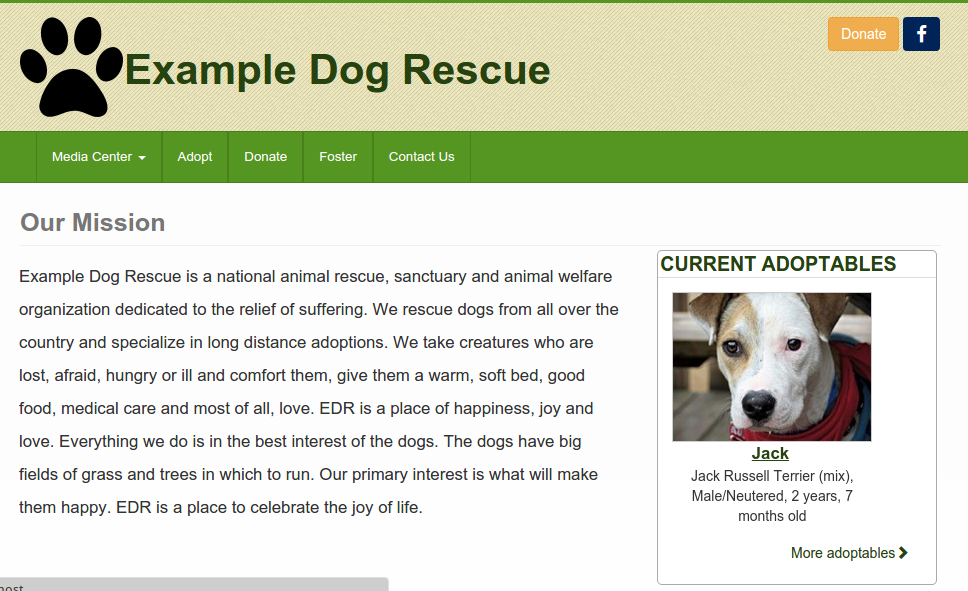 Donate
Example Dog Rescue
Media Center
Adopt
Donate
Foster
Contact Us
Our Mission
Example Dog Rescue is a national animal rescue, sanctuary and animal welfare
organization dedicated to the relief of suffering. We rescue dogs from all over the
country and specialize in long distance adoptions. We take creatures who are
lost, afraid, hungry or ill and comfort them, give them a warm, soft bed, good
food, medical care and most of all, love. EDR is a place of happiness, joy and
love. Everything we do is in the best interest of the dogs. The dogs have big
fields of grass and trees in which to run. Our primary interest is what will make
them happy. EDR is a place to celebrate the joy of life.
CURRENT ADOPTABLES
Jack
Jack Russell Terrier (mix),
Male/Neutered, 2 years, 7
months old
More adoptables